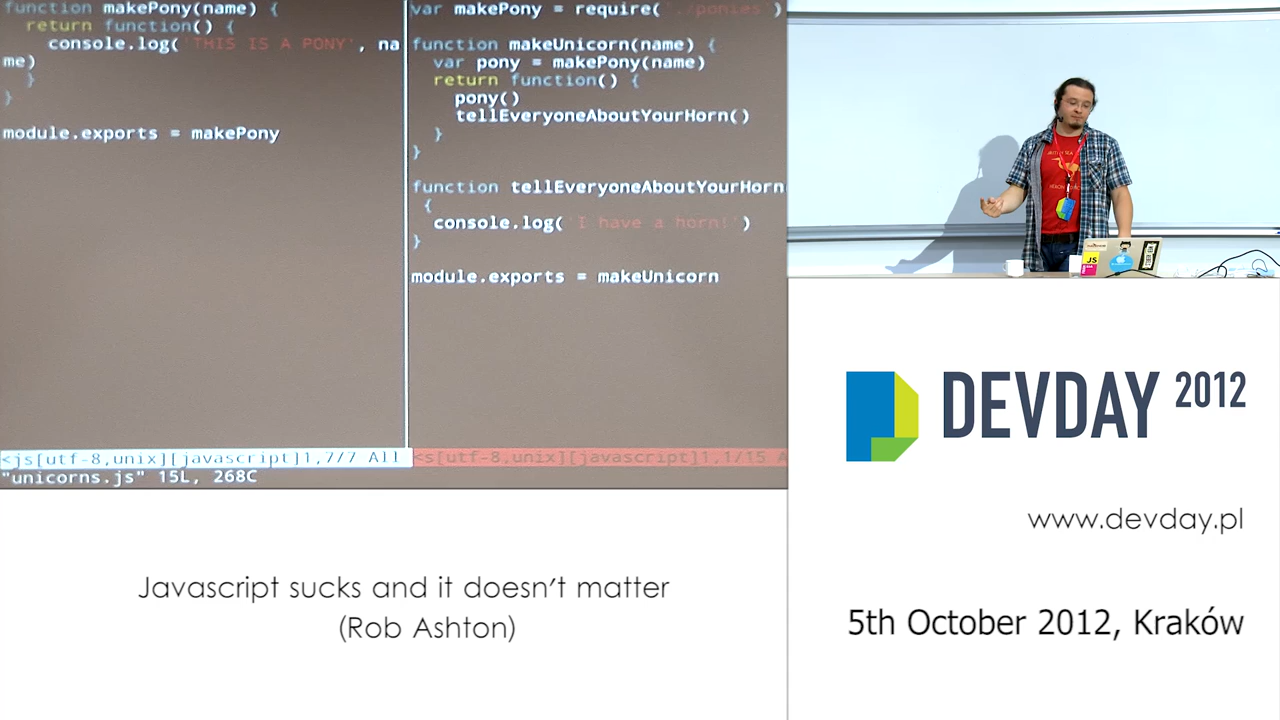 function makePony(name) {
return function() {
console.log('THIS IS A PONY', na
me)
}
}
module.exports = makePony
var makePony = require('./ponies')
function makeUnicorn(name) {
var pony = makePony(name)
return function() {
pony()
tellEveryoneAboutYourHorn()
}
}
function tellEveryoneAboutYourHorn
{
console.log('I have a horn!')
}
module.exports = makeUnicorn
<js[utf-8,unix][javascript]1,7/7 All
<s[utf-8,unix][javascript]1,1/15 A
"unicorns.js" 15L, 268C
JS
DEVDAY 2012
www.devday.pl
5th October 2012, Kraków
Javascript sucks and it doesn't matter
(Rob Ashton)